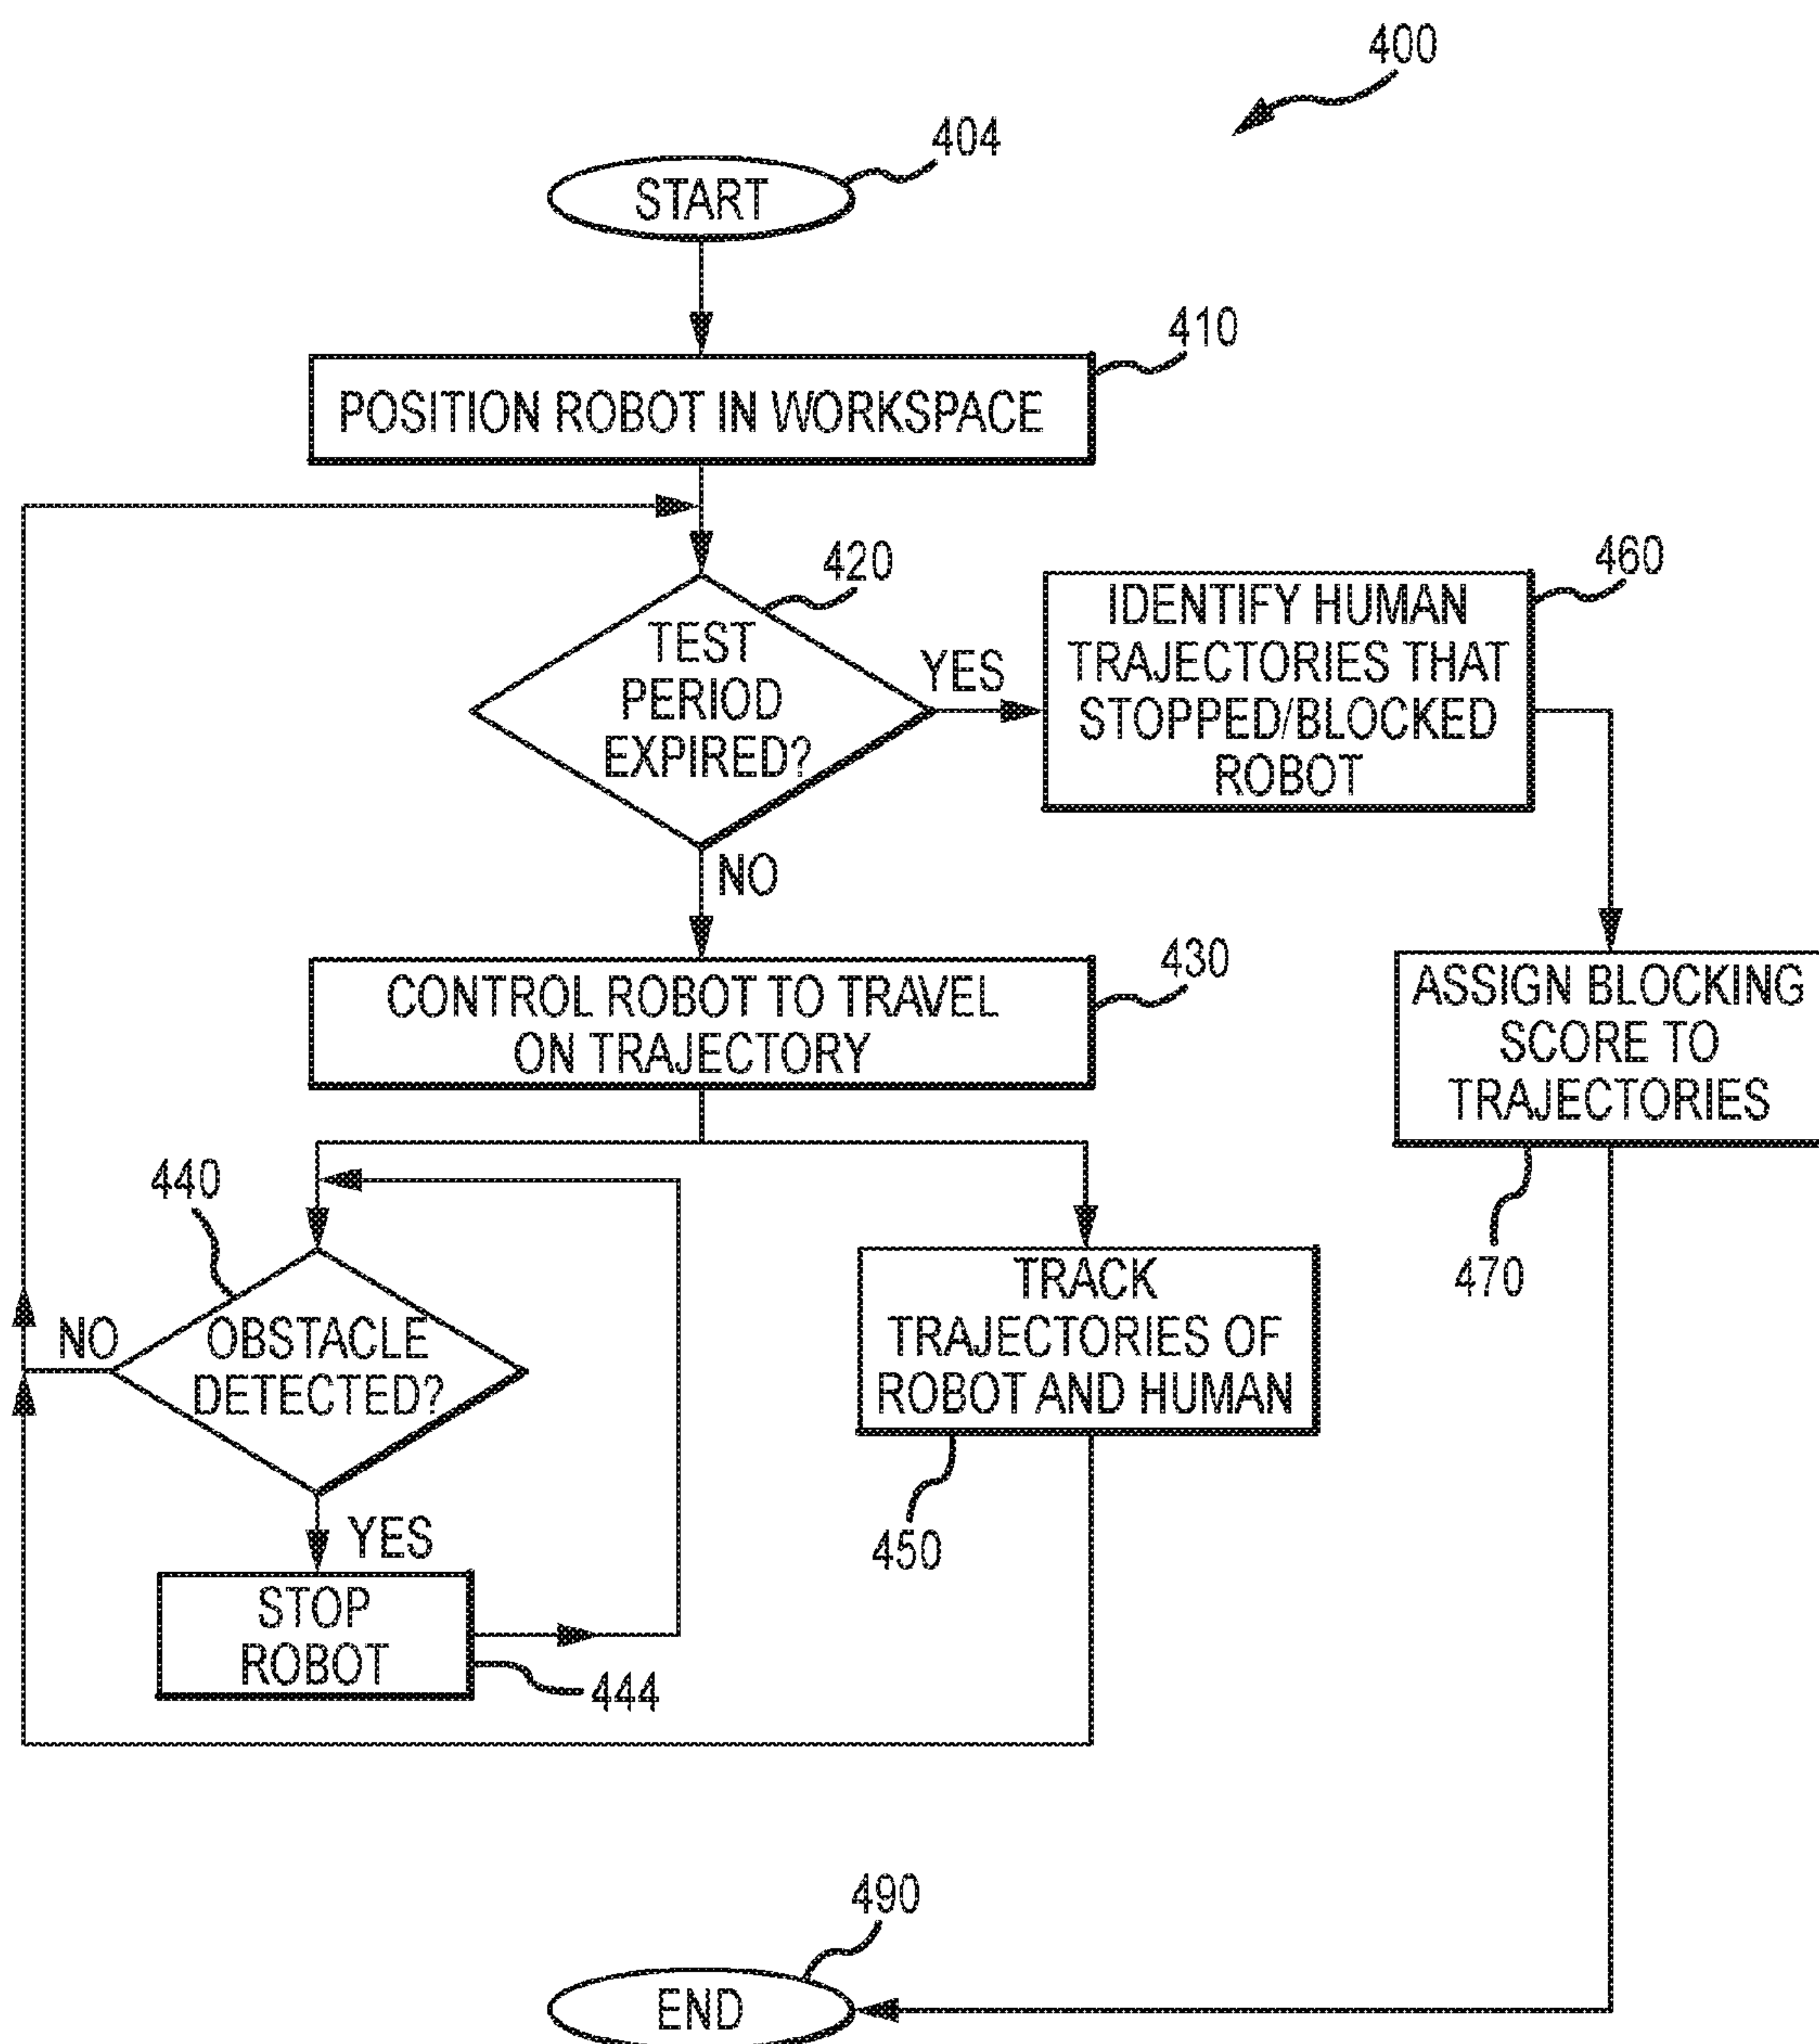 400
404
START
410
POSITION ROBOT IN WORKSPACE
420
TEST
PERIOD
EXPIRED?
YES
460
IDENTIFY HUMAN
TRAJECTORIES THAT
STOPPED/BLOCKED
ROBOT
NO
430
CONTROL ROBOT TO TRAVEL
ON TRAJECTORY
ASSIGN BLOCKING
SCORE TO
TRAJECTORIES
470
440
NO
OBSTACLE
DETECTED?
TRACK
TRAJECTORIES OF
ROBOT AND HUMAN
450
YES
STOP
ROBOT
444
490
END